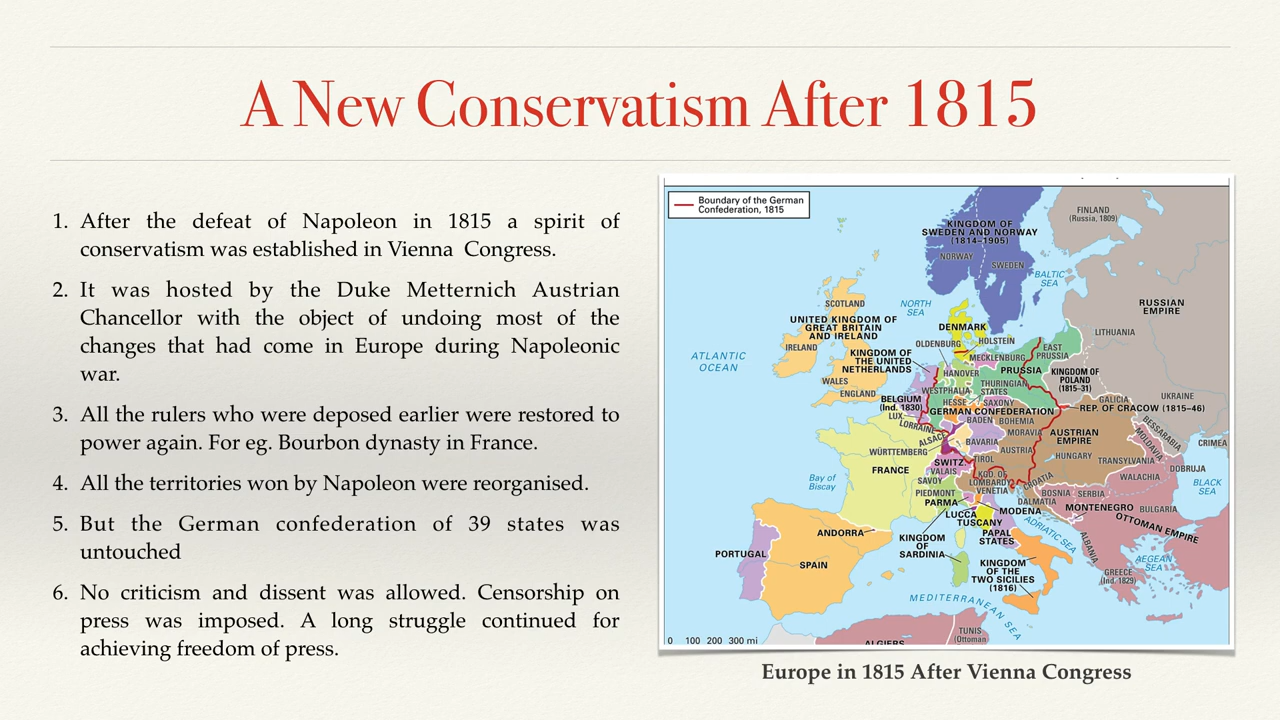 A New Conservatism After 1815
1. After the defeat of Napoleon in 1815 a spirit of
conservatism was established in Vienna Congress.
2. It was hosted by the Duke Metternich Austrian
Chancellor with the object of undoing most of the
changes that had come in Europe during Napoleonic
war.
3. All the rulers who were deposed earlier were restored to
power again. For eg. Bourbon dynasty in France.
4. All the territories won by Napoleon were reorganised.
5. But the German confederation of 39 states was
untouched
6. No criticism and dissent was allowed. Censorship on
press was imposed. A long struggle continued for
achieving freedom of press.
Boundary of the German
Confederation, 1815
FINLAND
(Russia, 1809)
KINGDOM OF
SWEDEN AND NORWAY
(1814–1905)
NORWAY
SWEDEN
BALTIC
SEA
NORTH
SEA
SCOTLAND
UNITED KINGDOM OF
GREAT BRITAIN
AND IRELAND
IRELAND
WALES
ENGLAND
ATLANTIC
OCEAN
RUSSIAN
EMPIRE
LITHUANIA
DENMARK
HOLSTEIN
OLDENBURG
MECKLENBURG
EAST
PRUSSIA
KINGDOM OF
THE UNITED
NETHERLANDS
HANOVER
PRUSSIA
KINGDOM OF
POLAND
(1815–31)
WESTPHALIA
THURINGIAN
STATES
BELGIUM
(Ind. 1830)
HESSE
SAXONY
GALICIA
UKRAINE
GERMAN CONFEDERATION
REP. OF CRACOW (1815–46)
LUX.
LORRAINE
BADEN
BOHEMIA
MORAVIA
BESSARABIA
ALSACE
BAVARIA
AUSTRIA
AUSTRIAN
EMPIRE
MOLDAVIA
CRIMEA
WÜRTTEMBERG
HUNGARY
TRANSYLVANIA
SWITZ.
TIROL
FRANCE
VALAIS
DOBRUJA
SAVOY
KGD. OF
LOMBARDY
VENETIA
CROATIA
WALACHIA
BLACK
SEA
Bay of
Biscay
PIEDMONT
PARMA
BOSNIA
SERBIA
DALMATIA
MODENA
MONTENEGRO
BULGARIA
LUCCA
TUSCANY
OTTOMAN EMPIRE
ANDORRA
PAPAL
STATES
ADRIATIC SEA
ALBANIA
KINGDOM
OF
SARDINIA
PORTUGAL
SPAIN
KINGDOM
OF THE
TWO SICILIES
(1816)
AEGEAN
SEA
GREECE
(Ind. 1829)
MEDITERRANEAN SEA
0 100 200 300 mi
ALGIERS
TUNIS
(Ottoman
Europe in 1815 After Vienna Congress